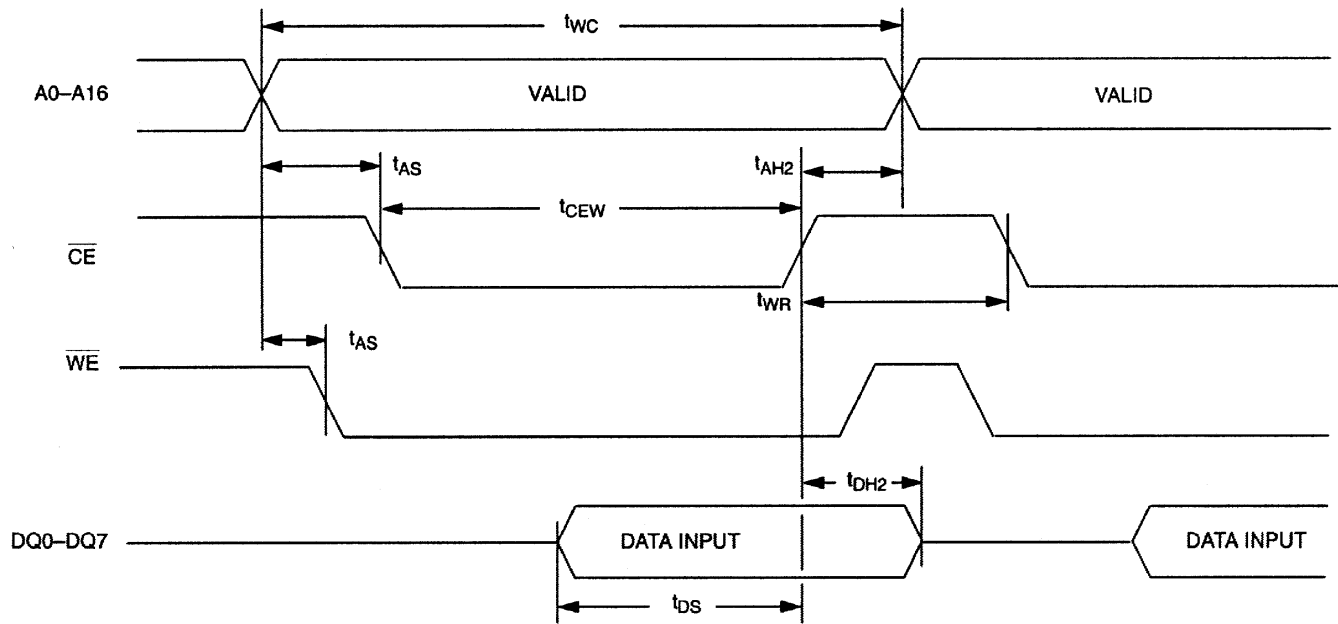 tWC
A0–A16
VALID
VALID
tAS
tAH2
tCEW
CE
tWR
tAS
WE
tDH2
DQ0–DQ7
DATA INPUT
DATA INPUT
tDS